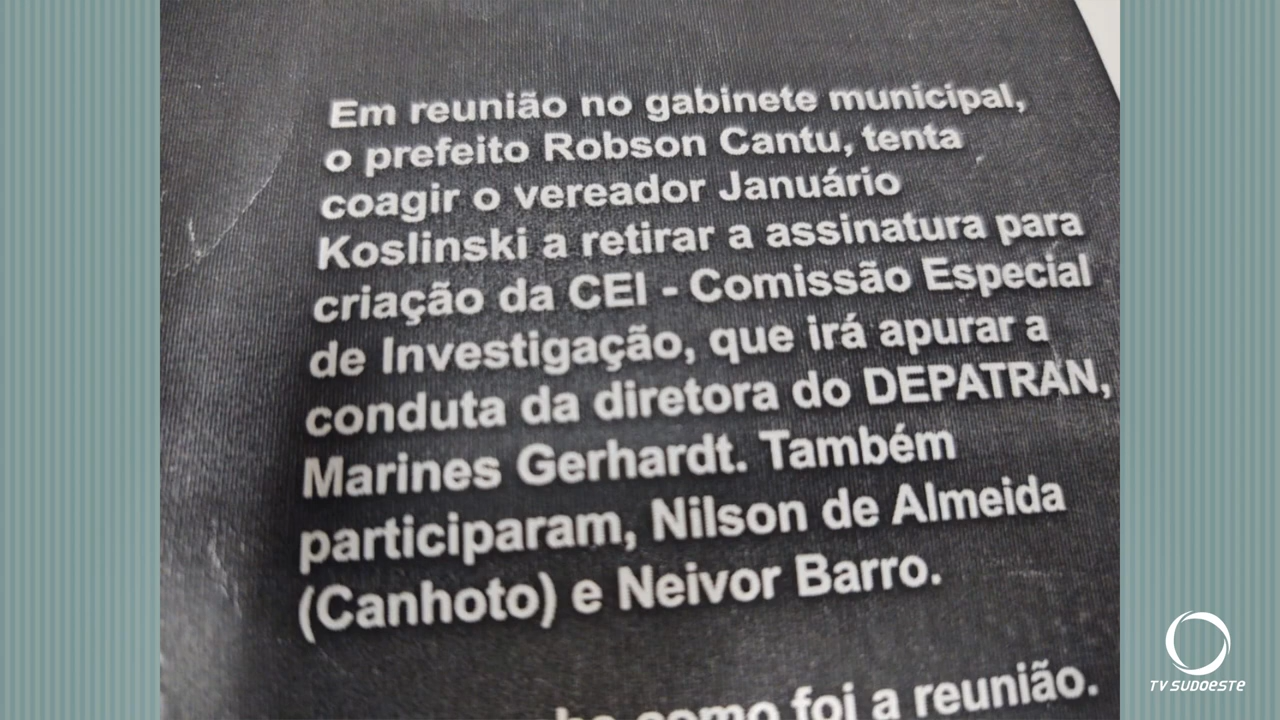 Em reunião no gabinete municipal,
o prefeito Robson Cantu, tenta
coagir o vereador Januário
Koslinski a retirar a assinatura para
criação da CEI - Comissão Especial
de Investigação, que irá apurar a
conduta da diretora do DEPATRAN,
Marines Gerhardt. Também
participaram, Nilson de Almeida
(Canhoto) e Neivor Barro.
como foi a reunião.
TV SUDOESTE